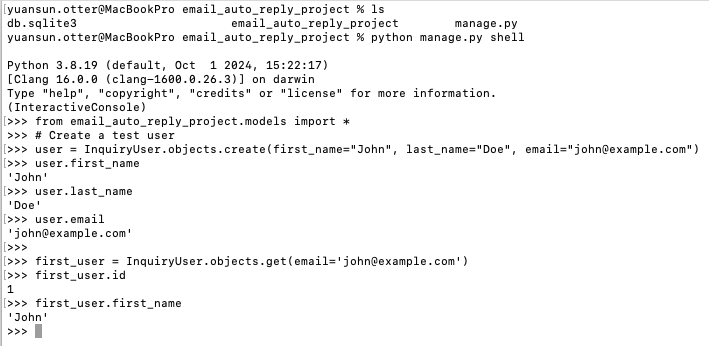 yuansun.otter@MacBookPro email_auto_reply_project % ls
db.sqlite3 email_auto_reply_project manage.py
yuansun.otter@MacBookPro email_auto_reply_project % python manage.py shell
Python 3.8.19 (default, Oct  1 2024, 15:22:17)
[Clang 16.0.0 (clang-1600.0.26.3)] on darwin
Type "help", "copyright", "credits" or "license" for more information.
(InteractiveConsole)
[>>> from email_auto_reply_project.models import *
>>> # Create a test user
>>> user = InquiryUser.objects.create(first_name="John", last_name="Doe", email="john@example.com")
[>>> user.first_name
'John'
[>>> user.last_name
'Doe'
[>>> user.email
'john@example.com'
[>>>
[>>> first_user = InquiryUser.objects.get(email='john@example.com')
[>>> first_user.id
1
[>>> first_user.first_name
'John'
>>>